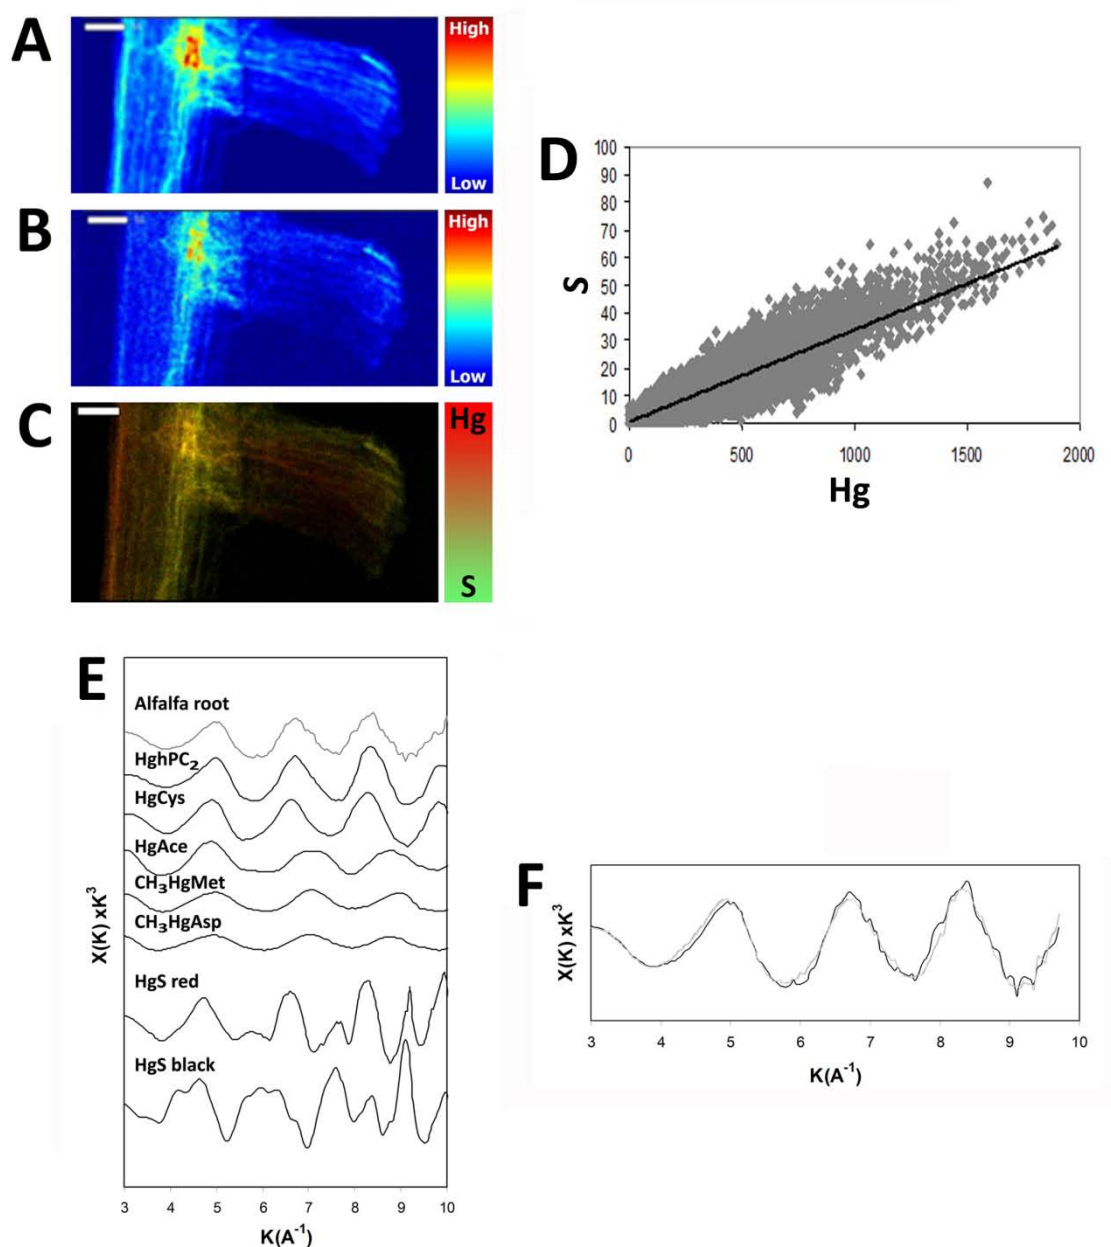 A
High
Low
B
High
Low
C
Hg
S
D
100
90
80
70
60
50
40
30
20
10
0
S
0 500 1000 1500 2000
Hg
E
Alfalfa root
HghPC₂
HgCys
HgAce
CH₃HgMet
CH₃HgAsp
HgS red
HgS black
X(K) xK³
3 4 5 6 7 8 9 10
K(A⁻¹)
F
X(K) xK³
3 4 5 6 7 8 9 10
K(A⁻¹)